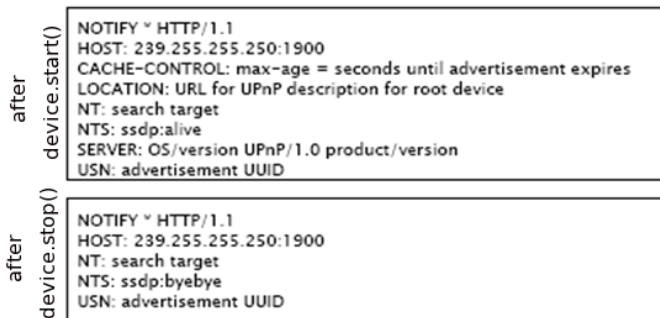 after
device.start()
NOTIFY * HTTP/1.1
HOST: 239.255.255.250:1900
CACHE-CONTROL: max-age = seconds until advertisement expires
LOCATION: URL for UPnP description for root device
NT: search target
NTS: ssdp:alive
SERVER: OS/version UPnP/1.0 product/version
USN: advertisement UUID
after
device.stop()
NOTIFY * HTTP/1.1
HOST: 239.255.255.250:1900
NT: search target
NTS: ssdp:byebye
USN: advertisement UUID